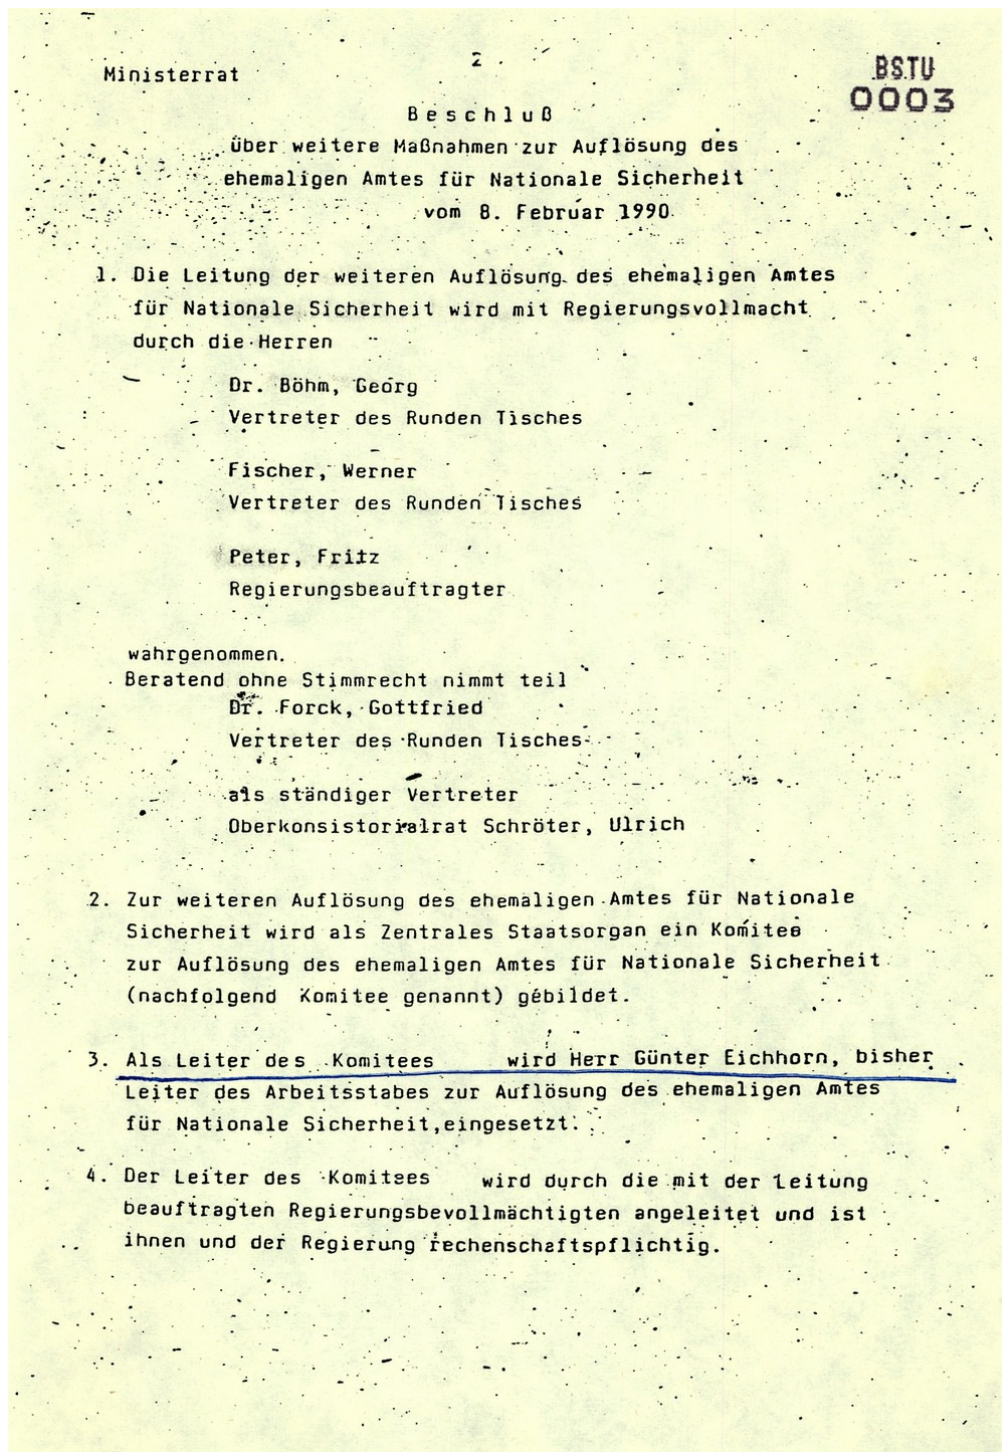 2
Ministerrat
BSTU
0003
Beschluß
über weitere Maßnahmen zur Auflösung des
ehemaligen Amtes für Nationale Sicherheit
vom 8. Februar 1990
1. Die Leitung der weiteren Auflösung des ehemaligen Amtes
für Nationale Sicherheit wird mit Regierungsvollmacht
durch die Herren
Dr. Böhm, Georg
Vertreter des Runden Tisches
Fischer, Werner
Vertreter des Runden Tisches
Peter, Fritz
Regierungsbeauftragter
wahrgenommen.
Beratend ohne Stimmrecht nimmt teil
Dr. Forck, Gottfried
Vertreter des Runden Tisches
als ständiger Vertreter
Oberkonsistorialrat Schröter, Ulrich
2. Zur weiteren Auflösung des ehemaligen Amtes für Nationale
Sicherheit wird als Zentrales Staatsorgan ein Komitee
zur Auflösung des ehemaligen Amtes für Nationale Sicherheit
(nachfolgend Komitee genannt) gebildet.
3. Als Leiter des Komitees wird Herr Günter Eichhorn, bisher
Leiter des Arbeitsstabes zur Auflösung des ehemaligen Amtes
für Nationale Sicherheit, eingesetzt.
4. Der Leiter des Komitees wird durch die mit der Leitung
beauftragten Regierungsbevollmächtigten angeleitet und ist
ihnen und der Regierung rechenschaftspflichtig.